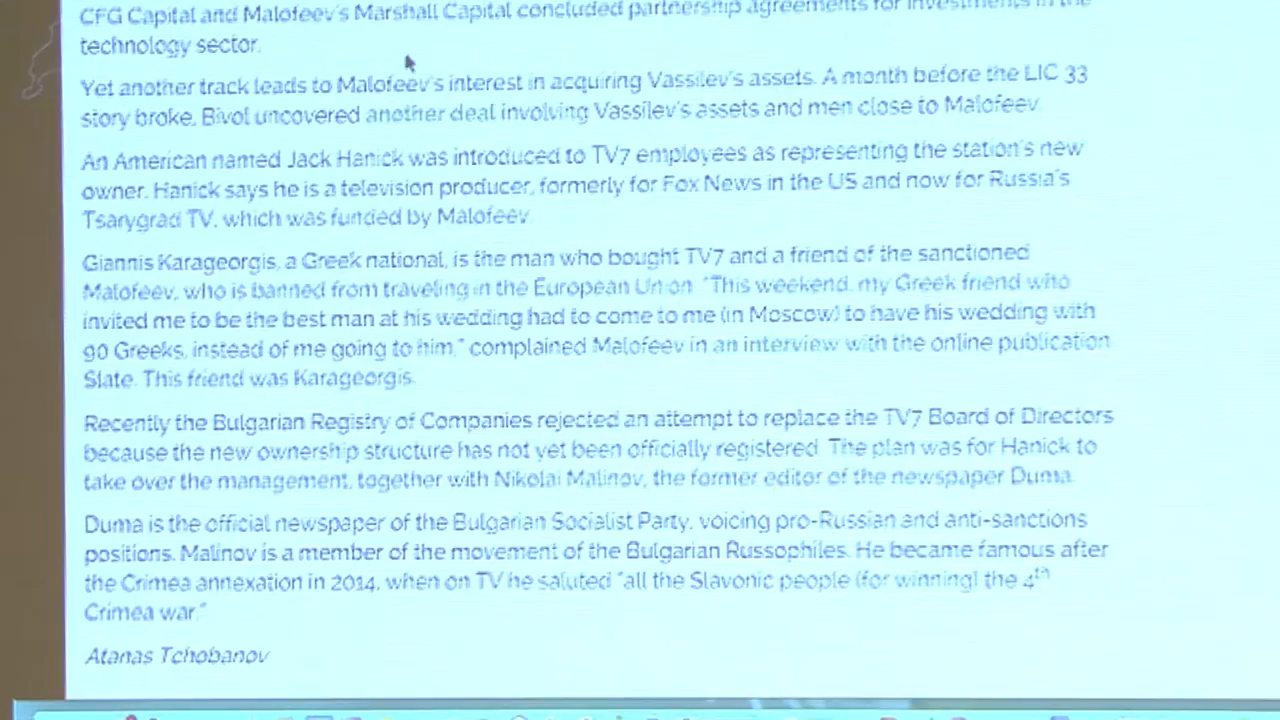 CFG Capital and Malofeev's Marshall Capital concluded partnership agreements for investments in the
technology sector.
Yet another track leads to Malofeev's interest in acquiring Vassilev's assets. A month before the LIC 33
story broke, Bivol uncovered another deal involving Vassilev's assets and men close to Malofeev.
An American named Jack Hanick was introduced to TV7 employees as representing the station's new
owner. Hanick says he is a television producer, formerly for Fox News in the US and now for Russia's
Tsarygrad TV, which was funded by Malofeev.
Giannis Karageorgis, a Greek national, is the man who bought TV7 and a friend of the sanctioned
Malofeev, who is banned from traveling in the European Union. "This weekend, my Greek friend who
invited me to be the best man at his wedding had to come to me (in Moscow) to have his wedding with
90 Greeks, instead of me going to him," complained Malofeev in an interview with the online publication
Slate. This friend was Karageorgis.
Recently the Bulgarian Registry of Companies rejected an attempt to replace the TV7 Board of Directors
because the new ownership structure has not yet been officially registered. The plan was for Hanick to
take over the management, together with Nikolai Malinov, the former editor of the newspaper Duma.
Duma is the official newspaper of the Bulgarian Socialist Party, voicing pro-Russian and anti-sanctions
positions. Malinov is a member of the movement of the Bulgarian Russophiles. He became famous after
the Crimea annexation in 2014, when on TV he saluted "all the Slavonic people (for winning) the 4th
Crimea war."
Atanas Tchobanov